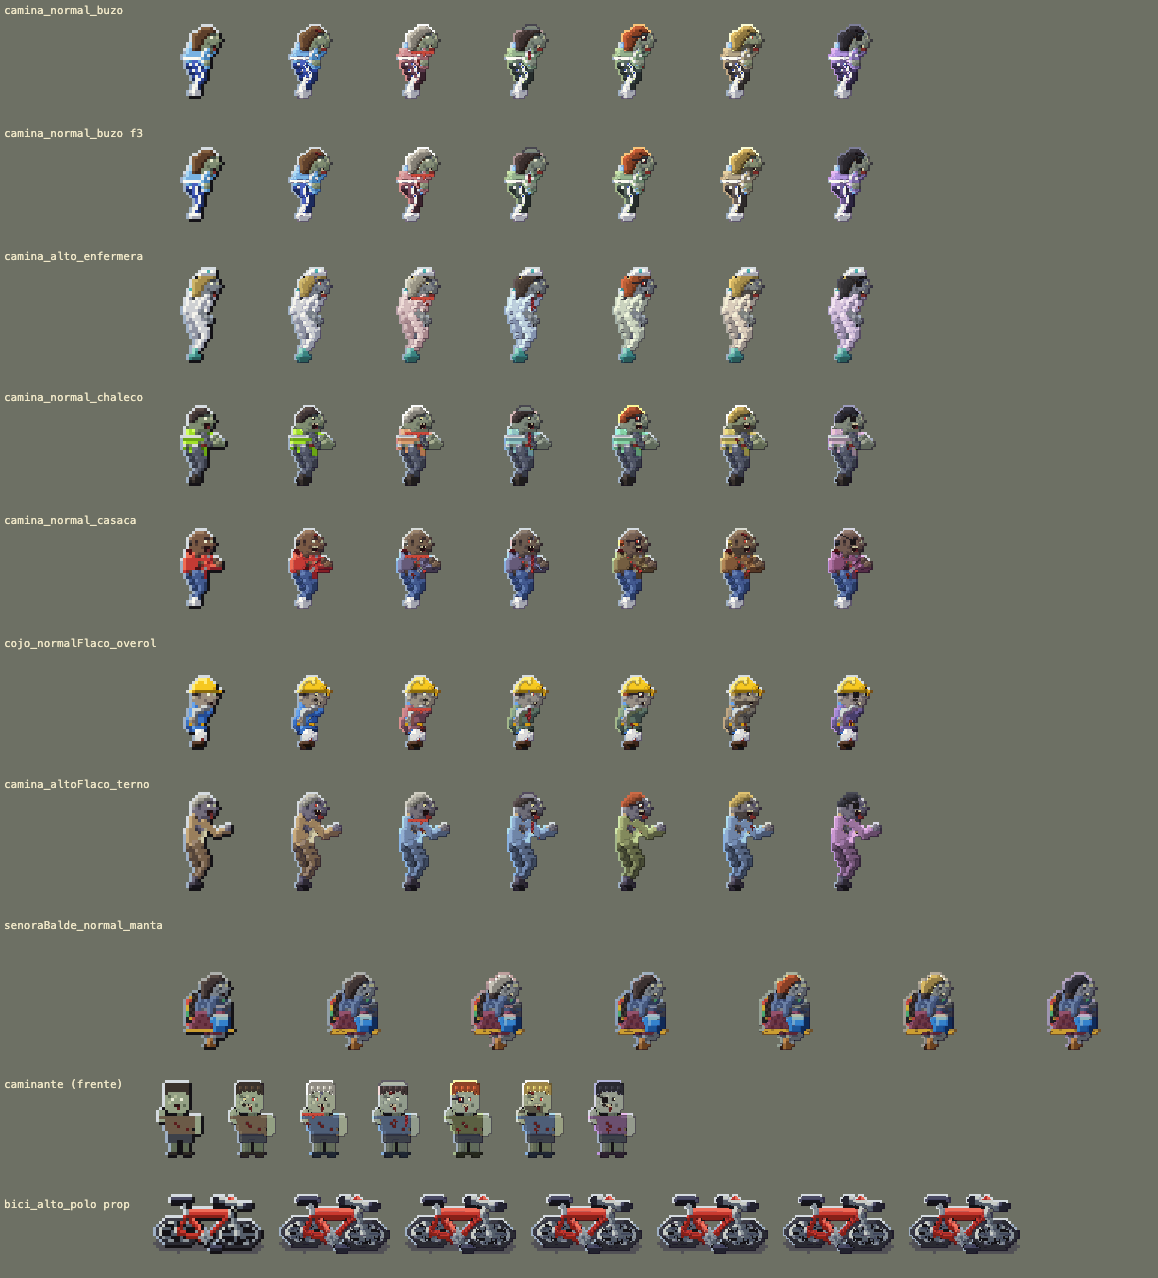 camina_normal_buzo
camina_normal_buzo f3
camina_alto_enfermera
camina_normal_chaleco
camina_normal_casaca
cojo_normalFlaco_overol
camina_altoFlaco_terno
senoraBalde_normal_manta
caminante (frente)
bici_alto_polo prop